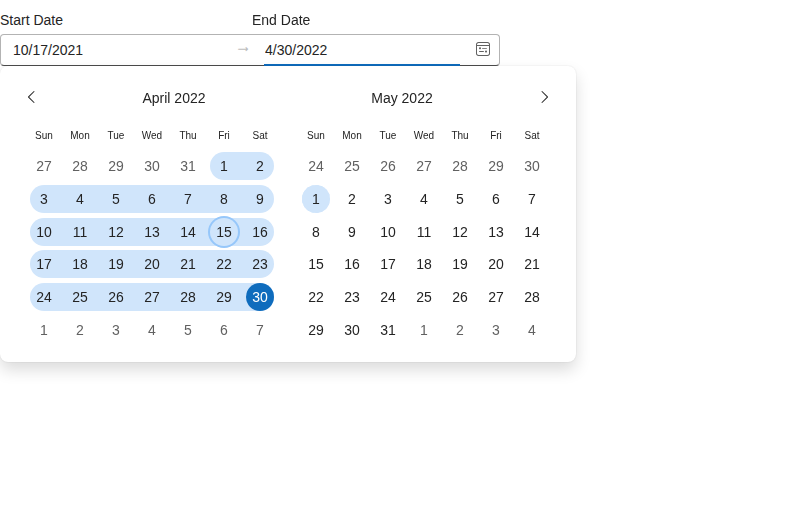 Start Date End Date
10/17/2021 → 4/30/2022
April 2022 May 2022
Sun Mon Tue Wed Thu Fri Sat Sun Mon Tue Wed Thu Fri Sat
27 28 29 30 31 1 2 24 25 26 27 28 29 30
3 4 5 6 7 8 9 1 2 3 4 5 6 7
10 11 12 13 14 15 16 8 9 10 11 12 13 14
17 18 19 20 21 22 23 15 16 17 18 19 20 21
24 25 26 27 28 29 30 22 23 24 25 26 27 28
1 2 3 4 5 6 7 29 30 31 1 2 3 4